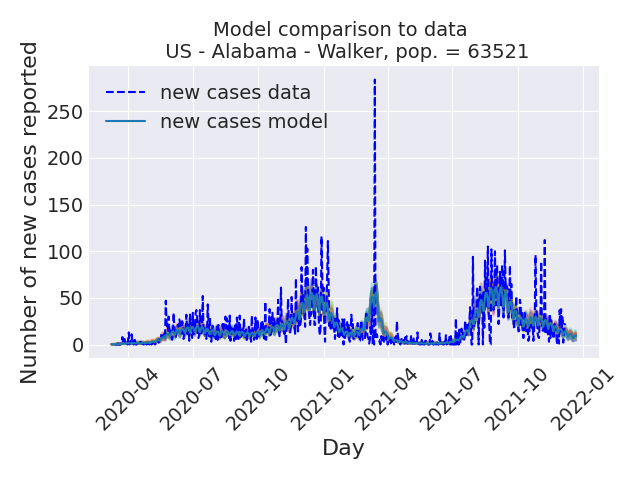 Model comparison to data
US - Alabama - Walker, pop. = 63521
Number of new cases reported
250
200
150
100
50
0
new cases data
new cases model
2020-04
2020-07
2020-10
2021-01
2021-04
2021-07
2021-10
2022-01
Day